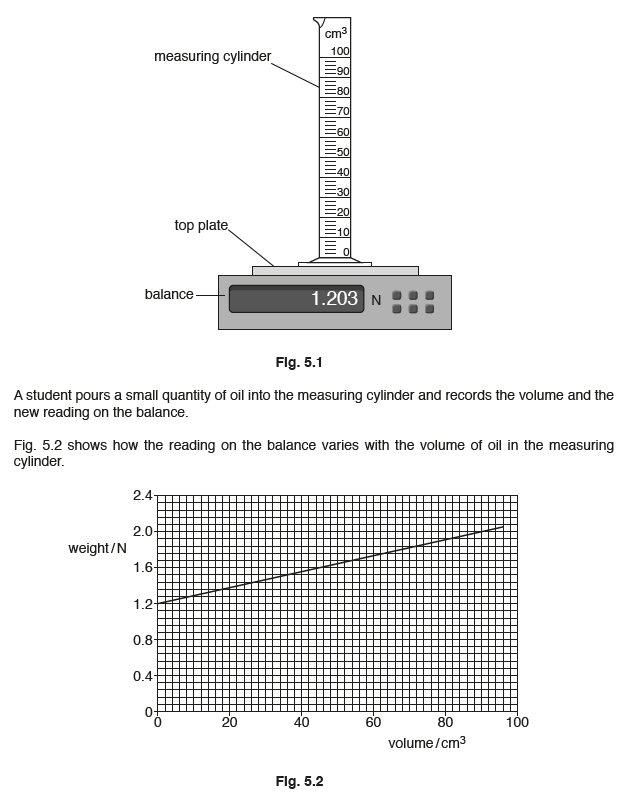 cm³
measuring cylinder
100
90
80
70
60
50
40
30
20
10
0
top plate
balance
1.203 N
Fig. 5.1
A student pours a small quantity of oil into the measuring cylinder and records the volume and the
new reading on the balance.
Fig. 5.2 shows how the reading on the balance varies with the volume of oil in the measuring
cylinder.
2.4
2.0
weight / N
1.6
1.2
0.8
0.4
0
0 20 40 60 80 100
volume / cm³
Fig. 5.2